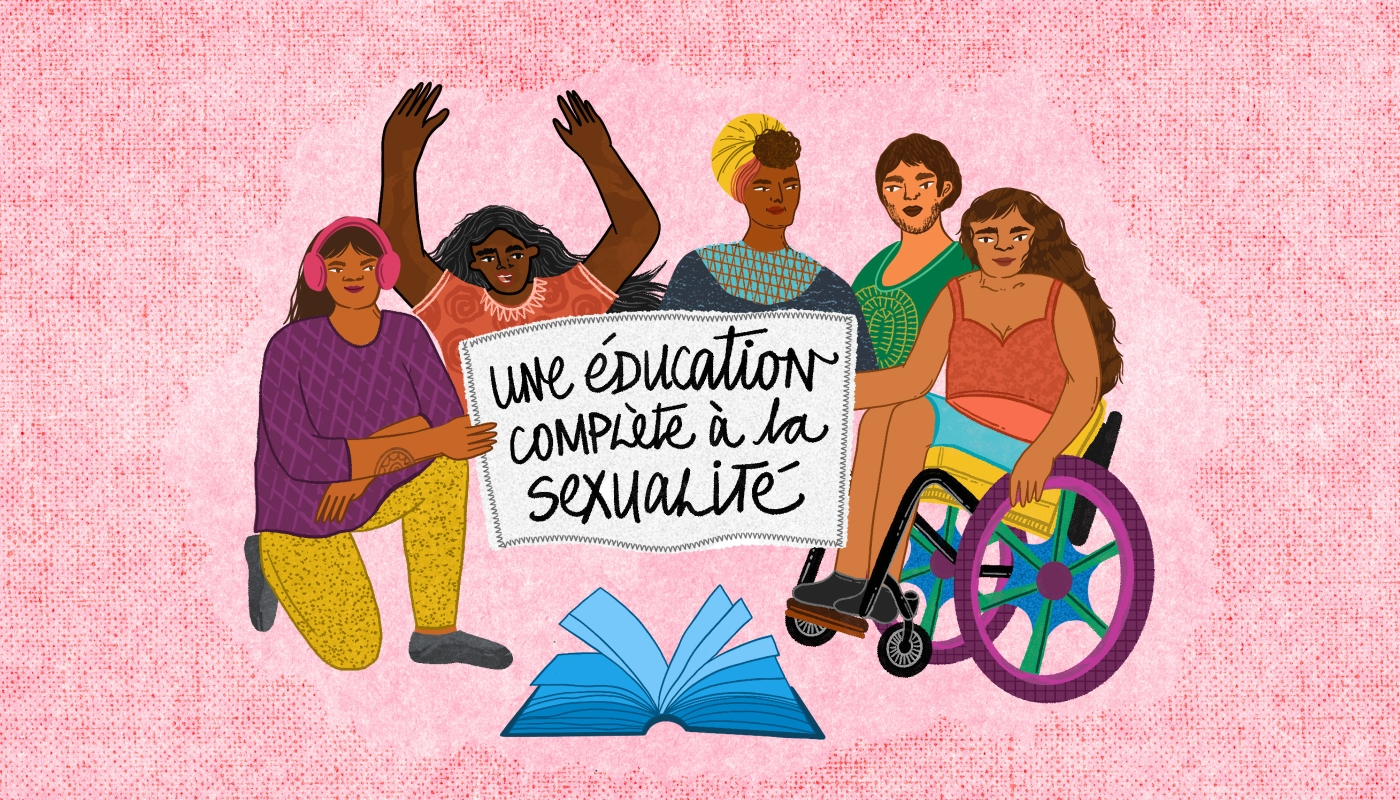 une éducation
complète à la
sexualité